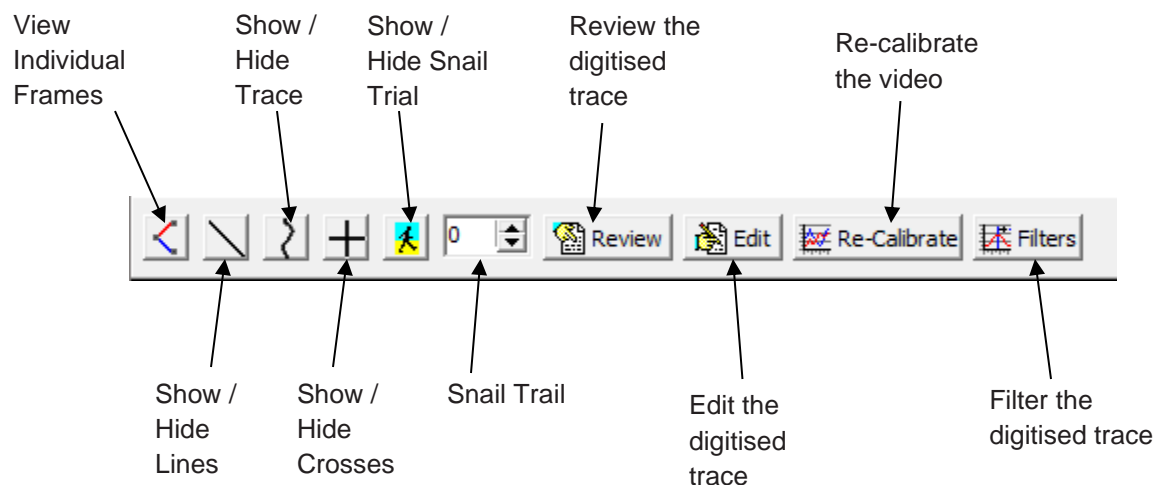 View
Individual
Frames
Show /
Hide
Trace
Show /
Hide Snail
Trial
Review the
digitised
trace
Re-calibrate
the video
0
Review
Edit
Re-Calibrate
Filters
Show /
Hide
Lines
Show /
Hide
Crosses
Snail Trail
Edit the
digitised
trace
Filter the
digitised trace